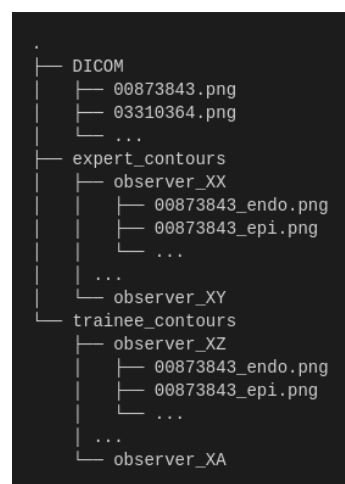 .
├── DICOM
│   ├── 00873843.png
│   ├── 03310364.png
│   └── ...
├── expert_contours
│   ├── observer_XX
│   │   ├── 00873843_endo.png
│   │   ├── 00873843_epi.png
│   │   └── ...
│   │ ...
│   └── observer_XY
└── trainee_contours
    ├── observer_XZ
    │   ├── 00873843_endo.png
    │   ├── 00873843_epi.png
    │   └── ...
    │ ...
    └── observer_XA